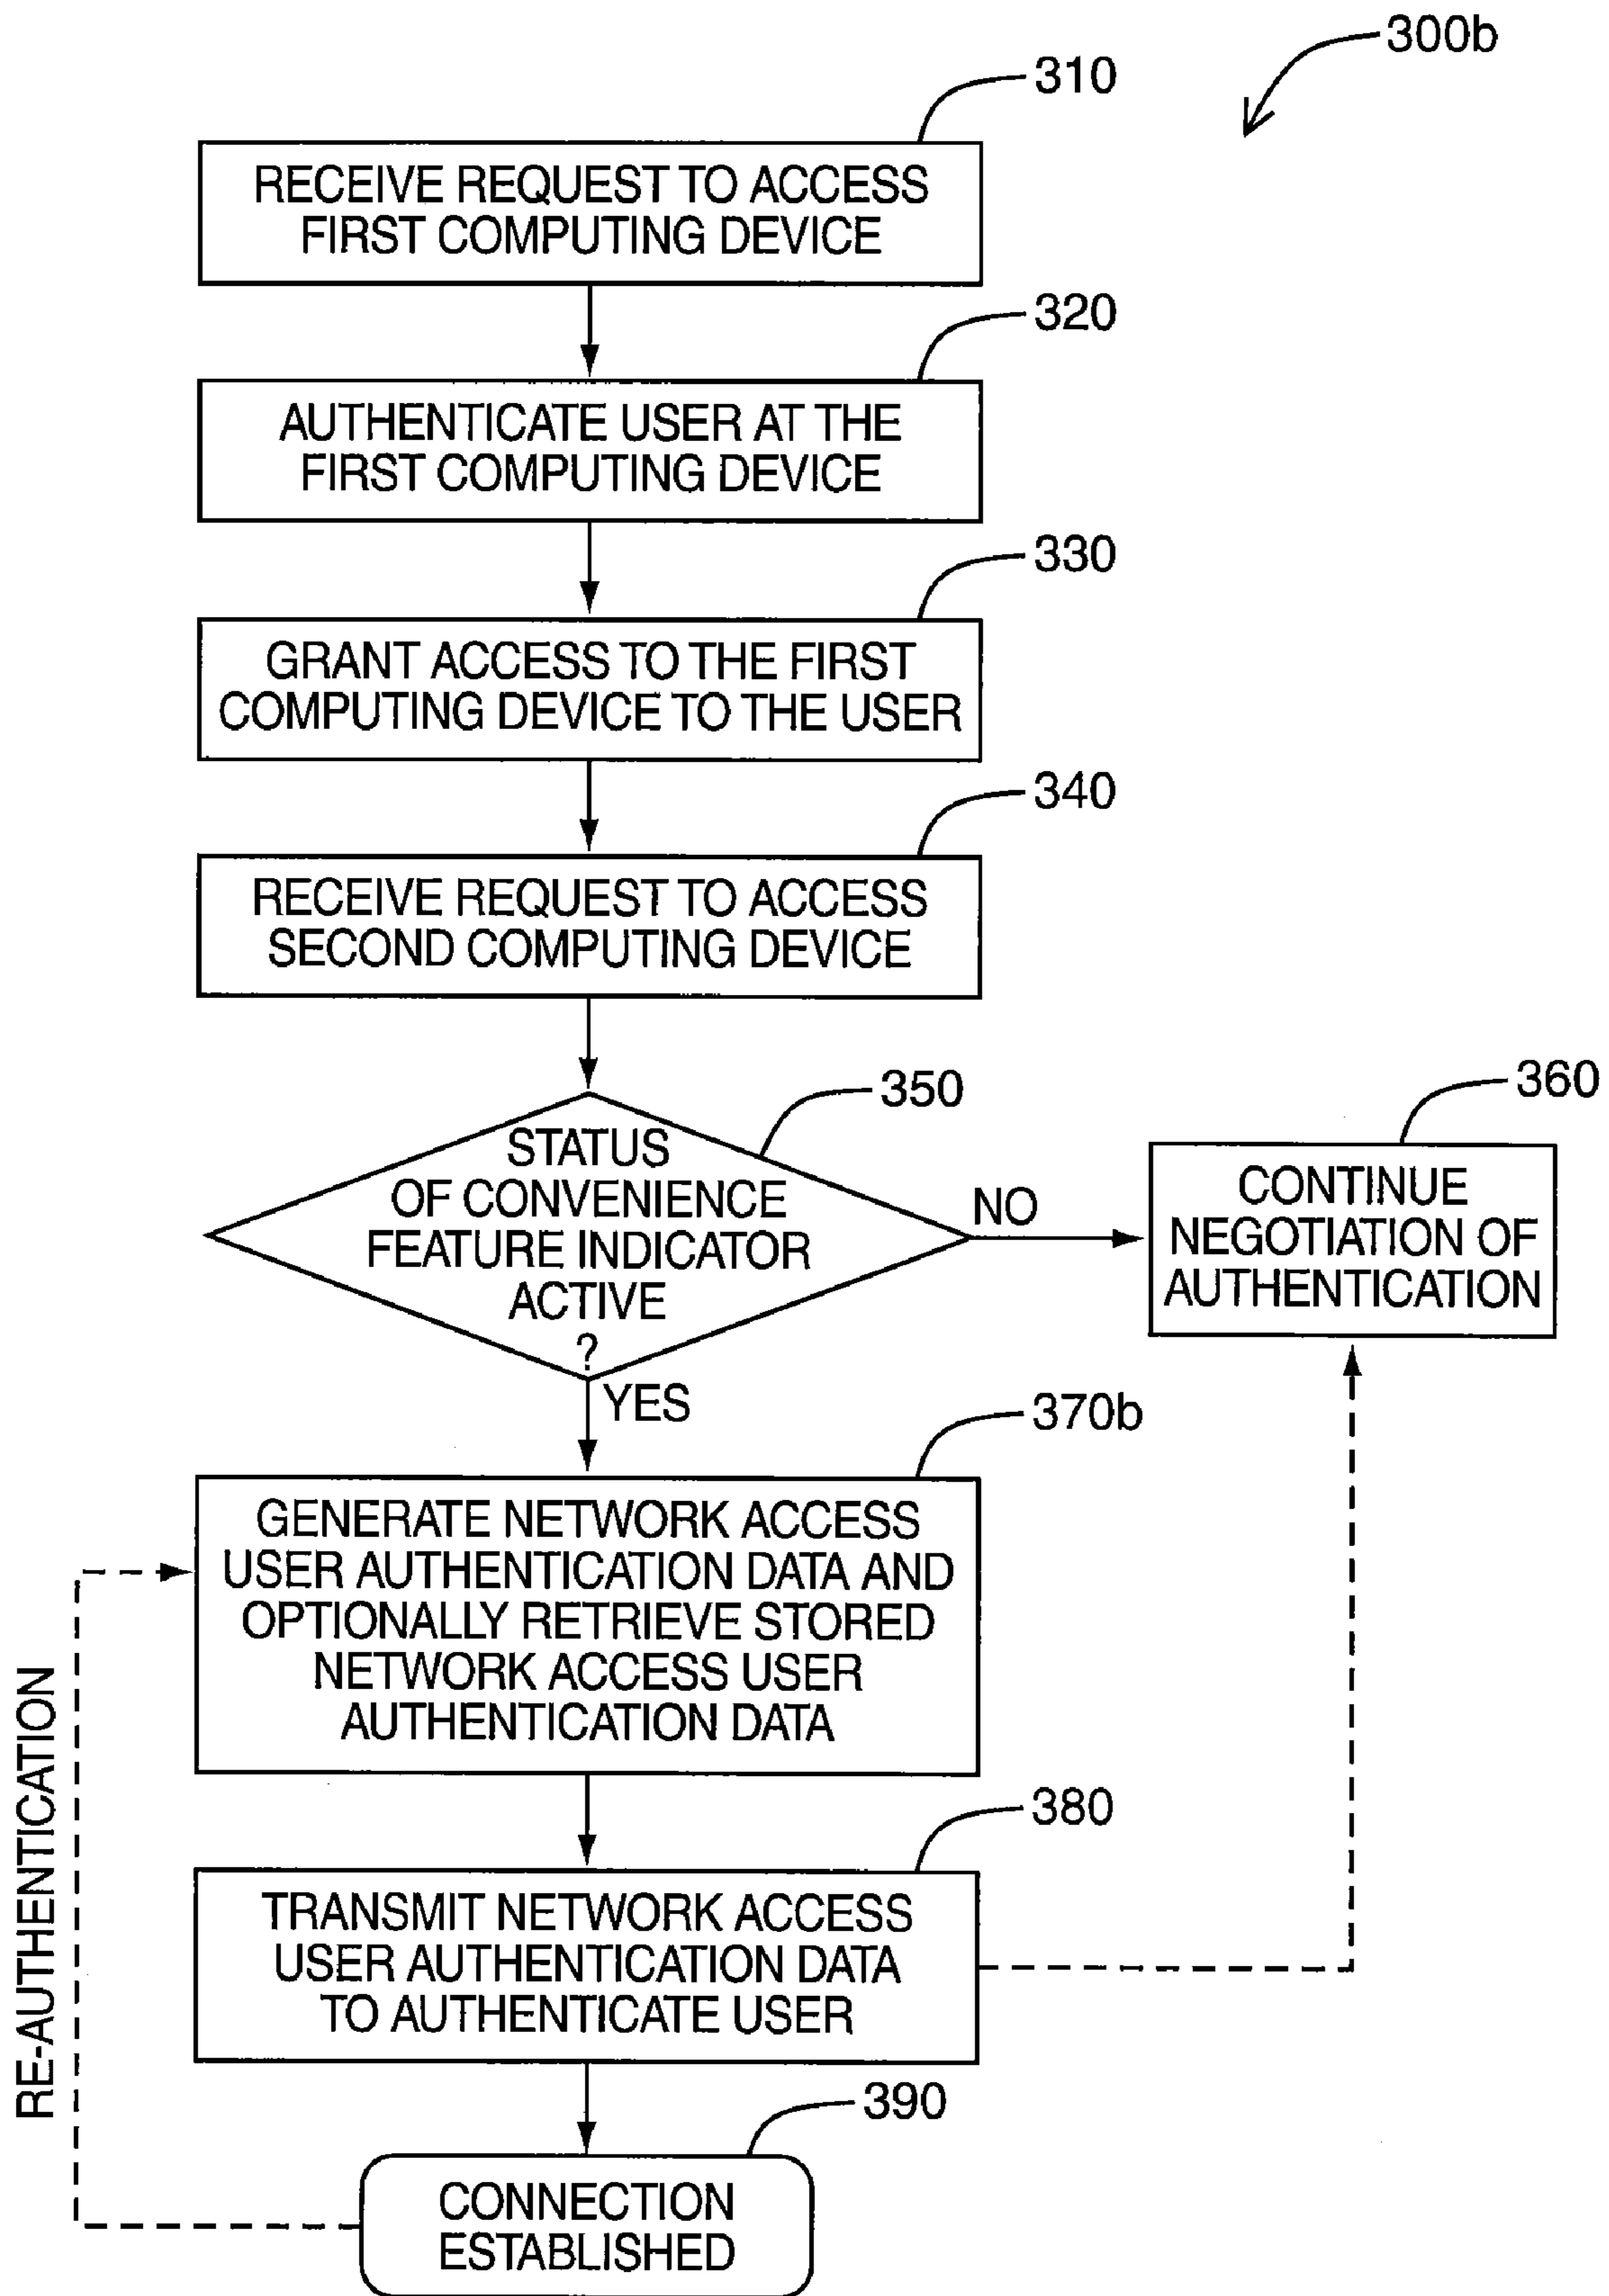 300b
310
RECEIVE REQUEST TO ACCESS
FIRST COMPUTING DEVICE
320
AUTHENTICATE USER AT THE
FIRST COMPUTING DEVICE
330
GRANT ACCESS TO THE FIRST
COMPUTING DEVICE TO THE USER
340
RECEIVE REQUEST TO ACCESS
SECOND COMPUTING DEVICE
350
STATUS
OF CONVENIENCE
FEATURE INDICATOR
ACTIVE
?
NO
360
CONTINUE
NEGOTIATION OF
AUTHENTICATION
YES
370b
GENERATE NETWORK ACCESS
USER AUTHENTICATION DATA AND
OPTIONALLY RETRIEVE STORED
NETWORK ACCESS USER
AUTHENTICATION DATA
RE-AUTHENTICATION
380
TRANSMIT NETWORK ACCESS
USER AUTHENTICATION DATA
TO AUTHENTICATE USER
390
CONNECTION
ESTABLISHED